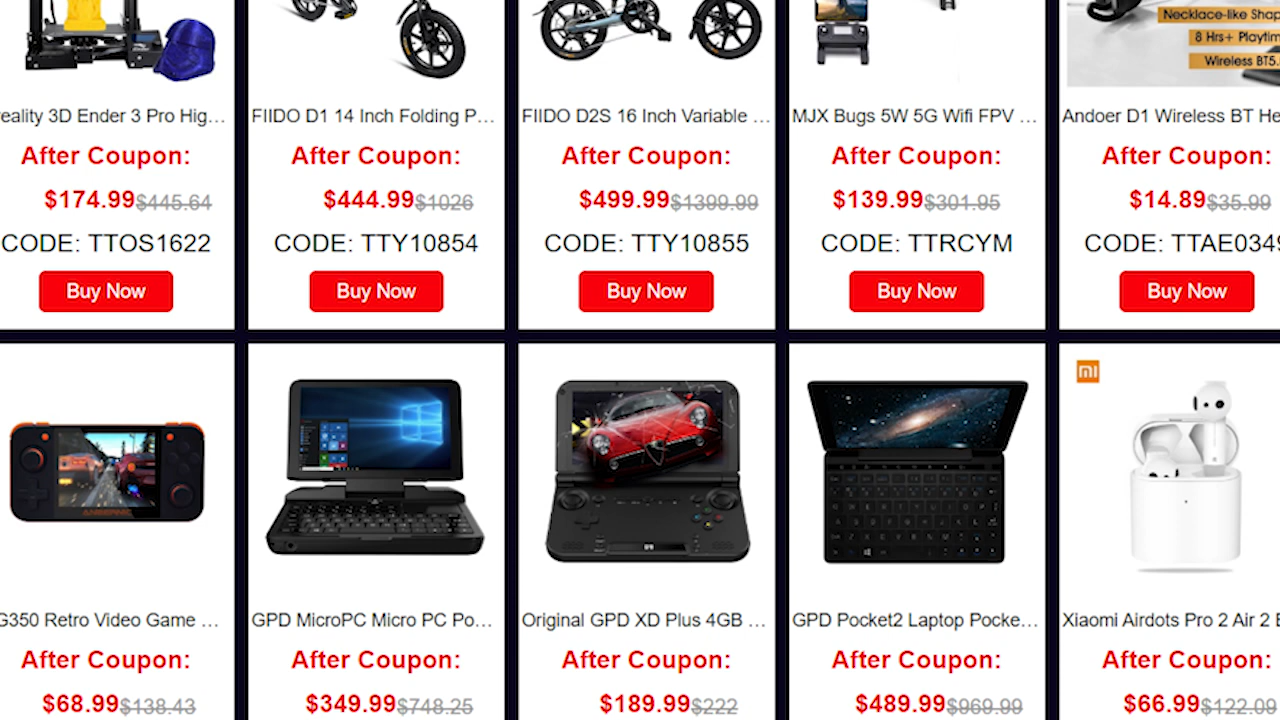 Necklace-like Shap
8 Hrs+ Playtim
Wireless BT5.
eality 3D Ender 3 Pro Hig...
FIIDO D1 14 Inch Folding P...
FIIDO D2S 16 Inch Variable ...
MJX Bugs 5W 5G Wifi FPV ...
Andoer D1 Wireless BT He
After Coupon:
After Coupon:
After Coupon:
After Coupon:
After Coupon:
$174.99$445.64
$444.99$1026
$499.99$1399.99
$139.99$301.95
$14.89$35.99
CODE: TTOS1622
CODE: TTY10854
CODE: TTY10855
CODE: TTRCYM
CODE: TTAE0349
Buy Now
Buy Now
Buy Now
Buy Now
Buy Now
mi
G350 Retro Video Game ...
GPD MicroPC Micro PC Po...
Original GPD XD Plus 4GB ...
GPD Pocket2 Laptop Pocke...
Xiaomi Airdots Pro 2 Air 2 E
After Coupon:
After Coupon:
After Coupon:
After Coupon:
After Coupon:
$68.99$138.43
$349.99$748.25
$189.99$222
$489.99$969.99
$66.99$122.09